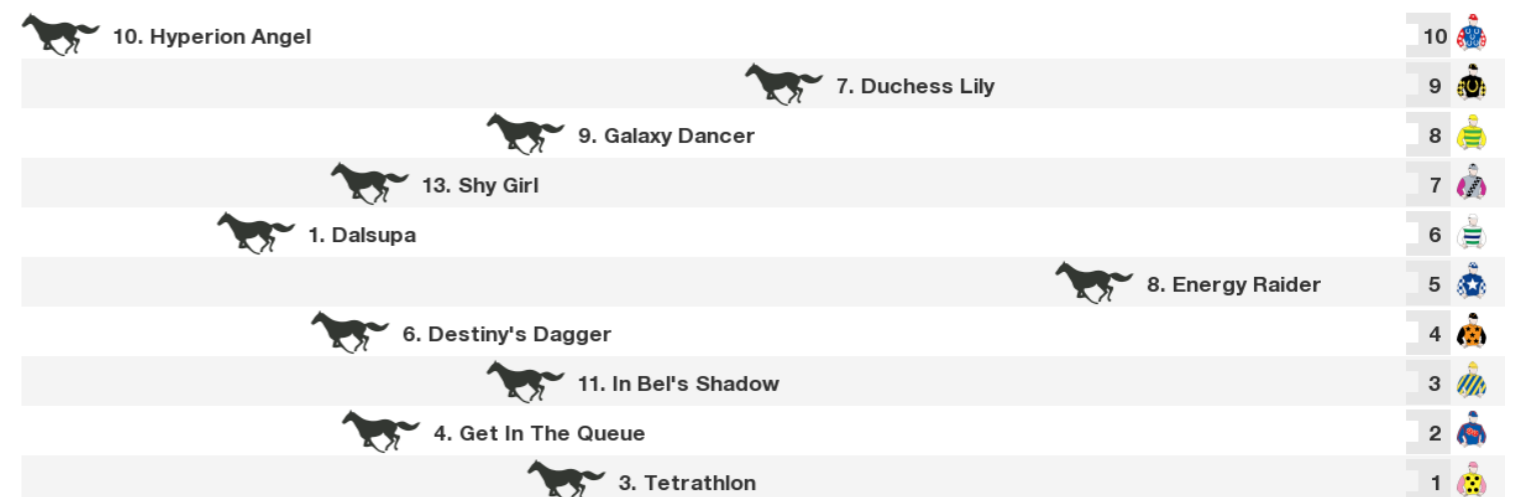 10. Hyperion Angel 10
7. Duchess Lily 9
9. Galaxy Dancer 8
13. Shy Girl 7
1. Dalsupa 6
8. Energy Raider 5
6. Destiny's Dagger 4
11. In Bel's Shadow 3
4. Get In The Queue 2
3. Tetrathlon 1